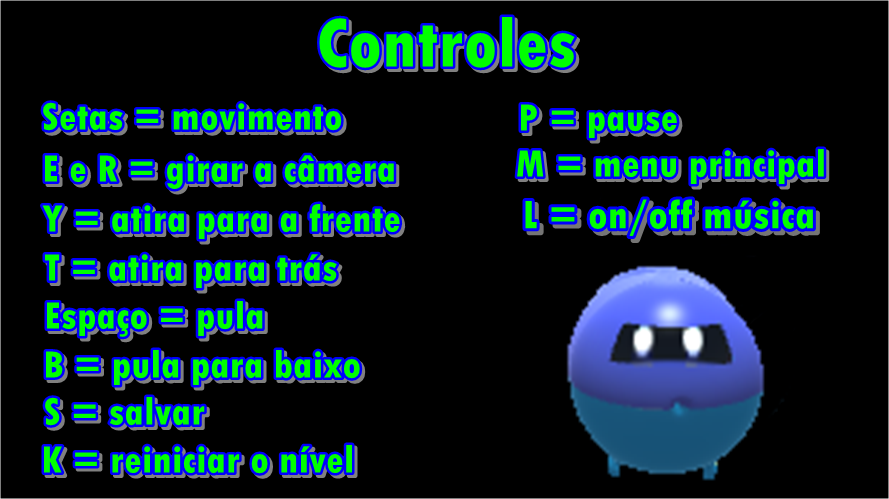 Controles
Setas = movimento
E e R = girar a câmera
Y = atira para a frente
T = atira para trás
Espaço = pula
B = pula para baixo
S = salvar
K = reiniciar o nível
P = pause
M = menu principal
L = on/off música